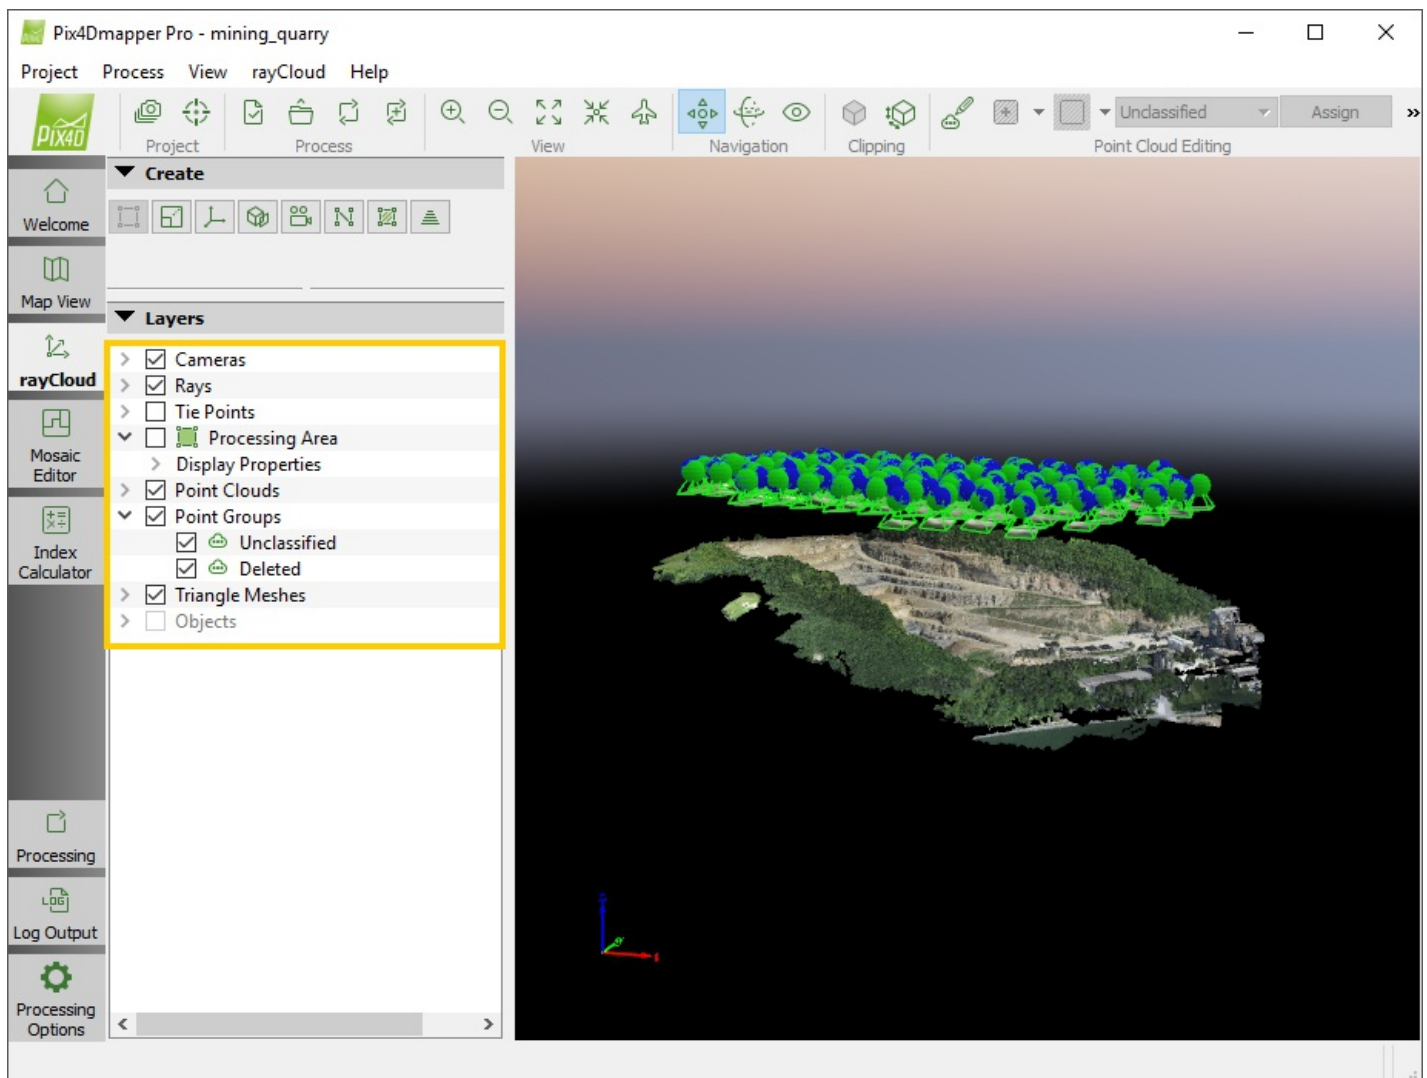 Pix4Dmapper Pro - mining_quarry
Project Process View rayCloud Help
PIX4D
Unclassified Assign »
Project Process View Navigation Clipping Point Cloud Editing
Welcome
Map View
rayCloud
Mosaic
Editor
Index
Calculator
Processing
LOG
Log Output
Processing
Options
Create
Layers
Cameras
Rays
Tie Points
Processing Area
Display Properties
Point Clouds
Point Groups
Unclassified
Deleted
Triangle Meshes
Objects